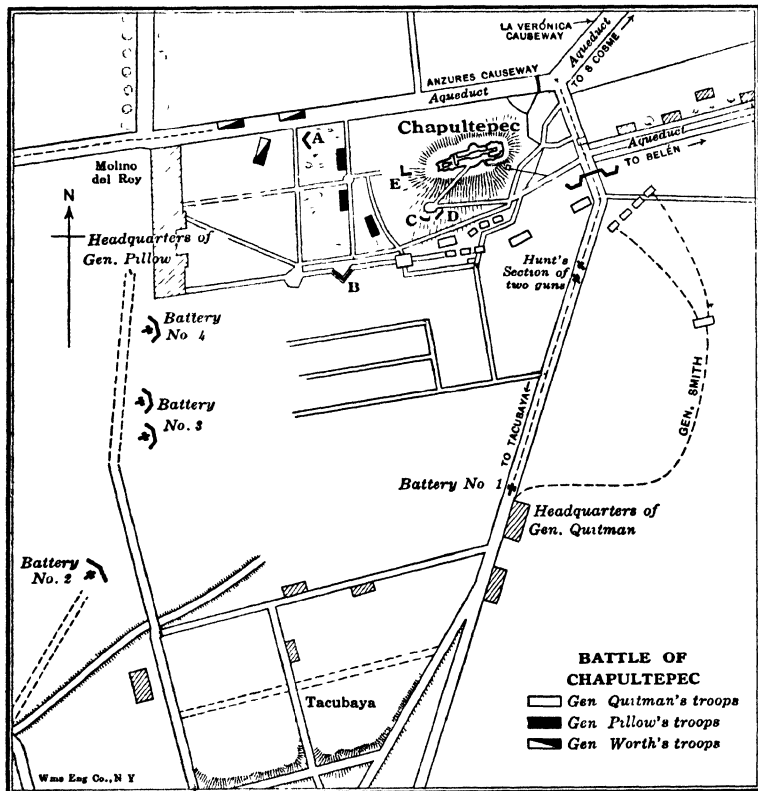 LA VERÓNICA
CAUSEWAY
Aqueduct
TO S COSME
ANZURES CAUSEWAY
Aqueduct
A
Chapultepec
Aqueduct
TO BELÉN
Molino
del Rey
E
N
C
D
Headquarters of
Gen. Pillow
B
Hunt's
Section of
two guns
Battery
No 4
Battery
No. 3
TO TACUBAYA
GEN. SMITH
Battery No 1
Headquarters of
Gen. Quitman
Battery
No. 2
Tacubaya
BATTLE OF
CHAPULTEPEC
Gen Quitman's troops
Gen Pillow's troops
Gen Worth's troops
Wms Eng Co., N Y